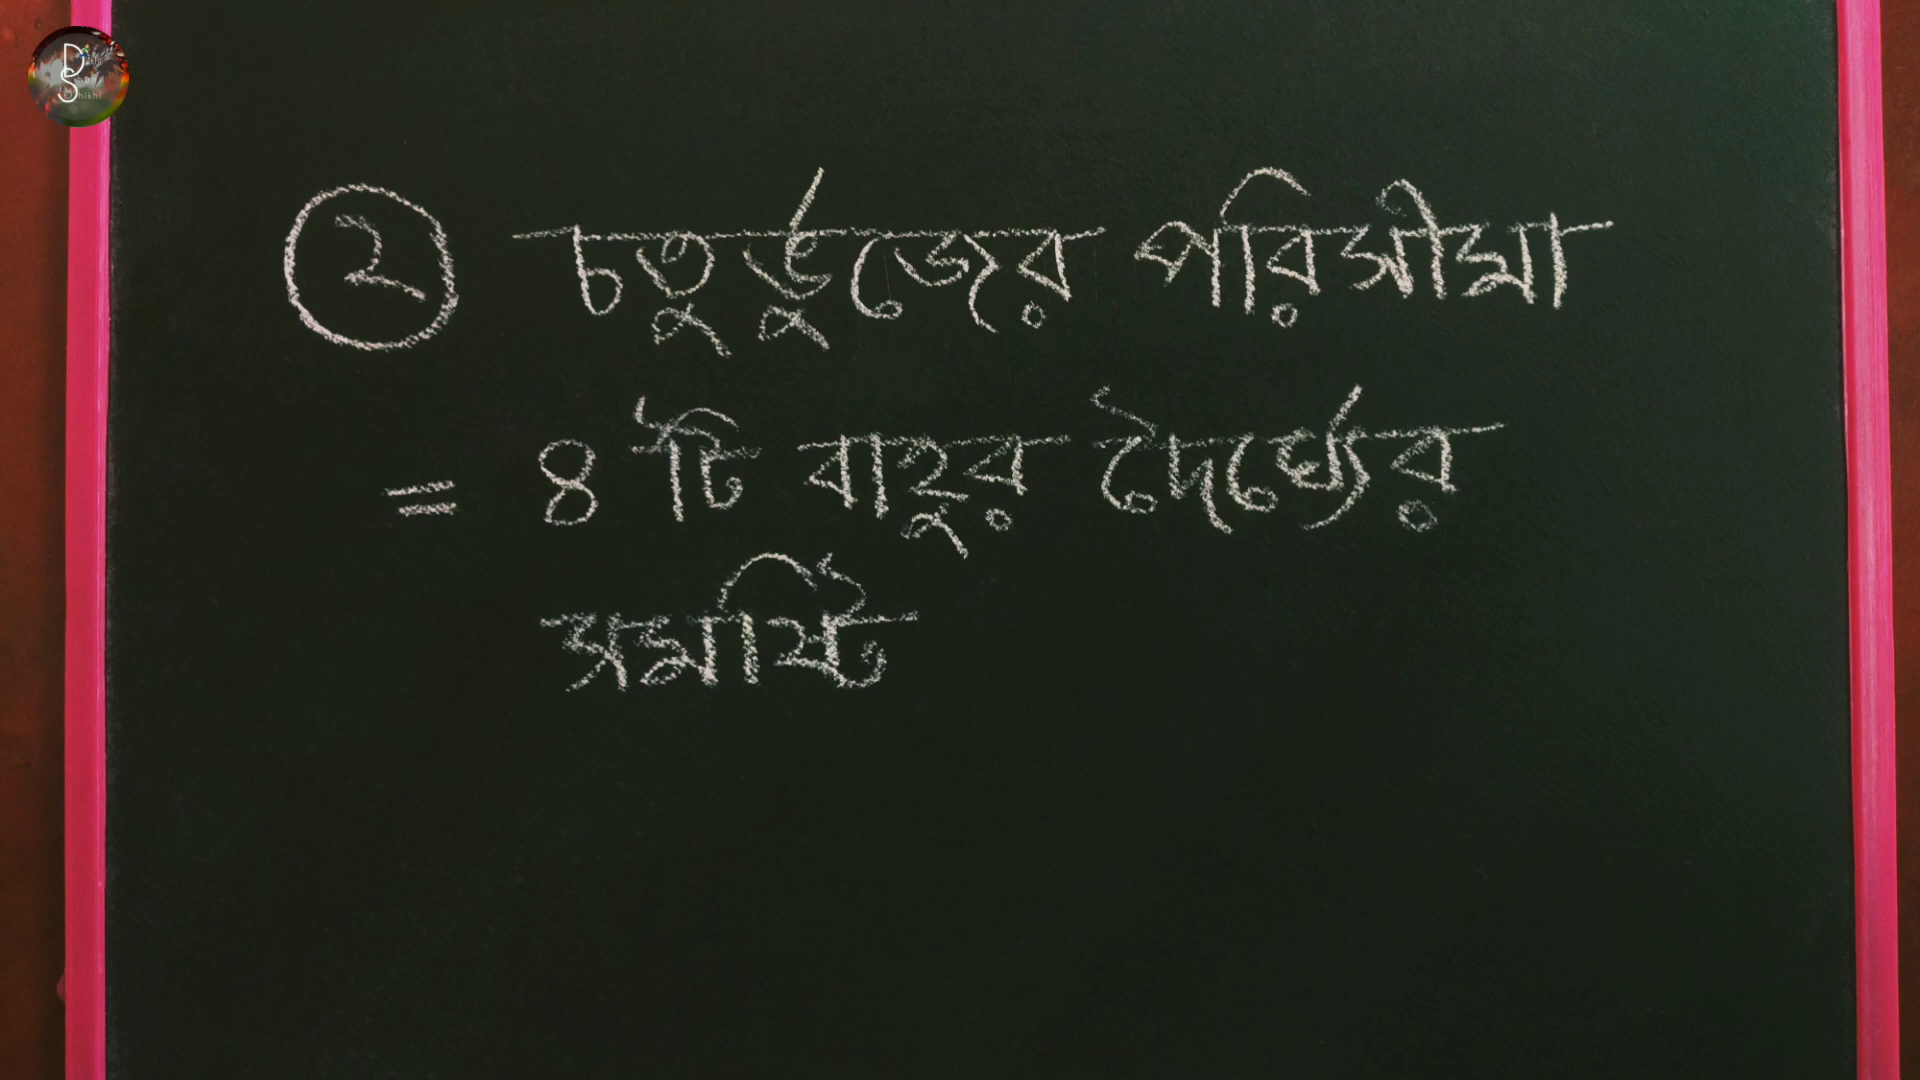 ২ চতুর্ভুজের পরিসীমা
= ৪ টি বাহুর দৈর্ঘ্যের
সমষ্টি